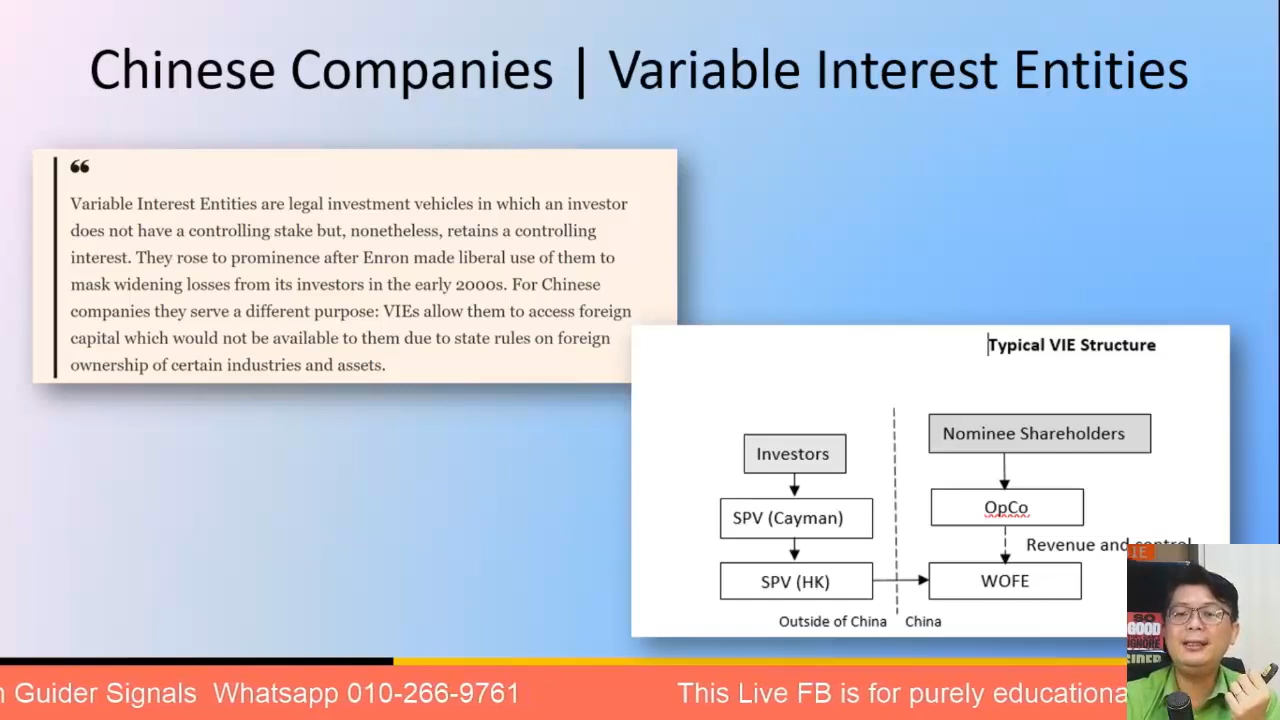 Chinese Companies | Variable Interest Entities
“
Variable Interest Entities are legal investment vehicles in which an investor
does not have a controlling stake but, nonetheless, retains a controlling
interest. They rose to prominence after Enron made liberal use of them to
mask widening losses from its investors in the early 2000s. For Chinese
companies they serve a different purpose: VIEs allow them to access foreign
capital which would not be available to them due to state rules on foreign
ownership of certain industries and assets.
Typical VIE Structure
Nominee Shareholders
Investors
SPV (Cayman)
OpCo
Revenue and control
SPV (HK)
WOFE
Outside of China
China
IE
SO
GOOD
Guider Signals Whatsapp 010-266-9761
This Live FB is for purely educationa